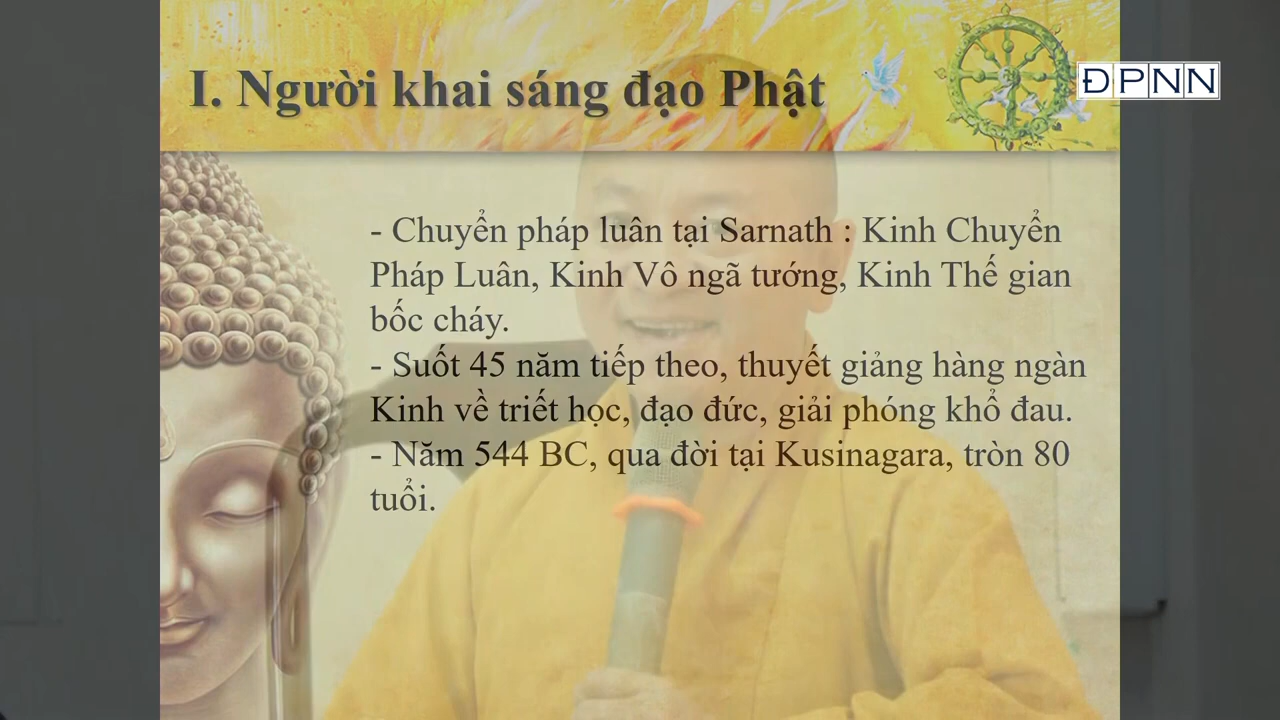 I. Người khai sáng đạo Phật
ĐPNN
- Chuyển pháp luân tại Sarnath : Kinh Chuyển
Pháp Luân, Kinh Vô ngã tướng, Kinh Thế gian
bốc cháy.
- Suốt 45 năm tiếp theo, thuyết giảng hàng ngàn
Kinh về triết học, đạo đức, giải phóng khổ đau.
- Năm 544 BC, qua đời tại Kusinagara, tròn 80
tuổi.